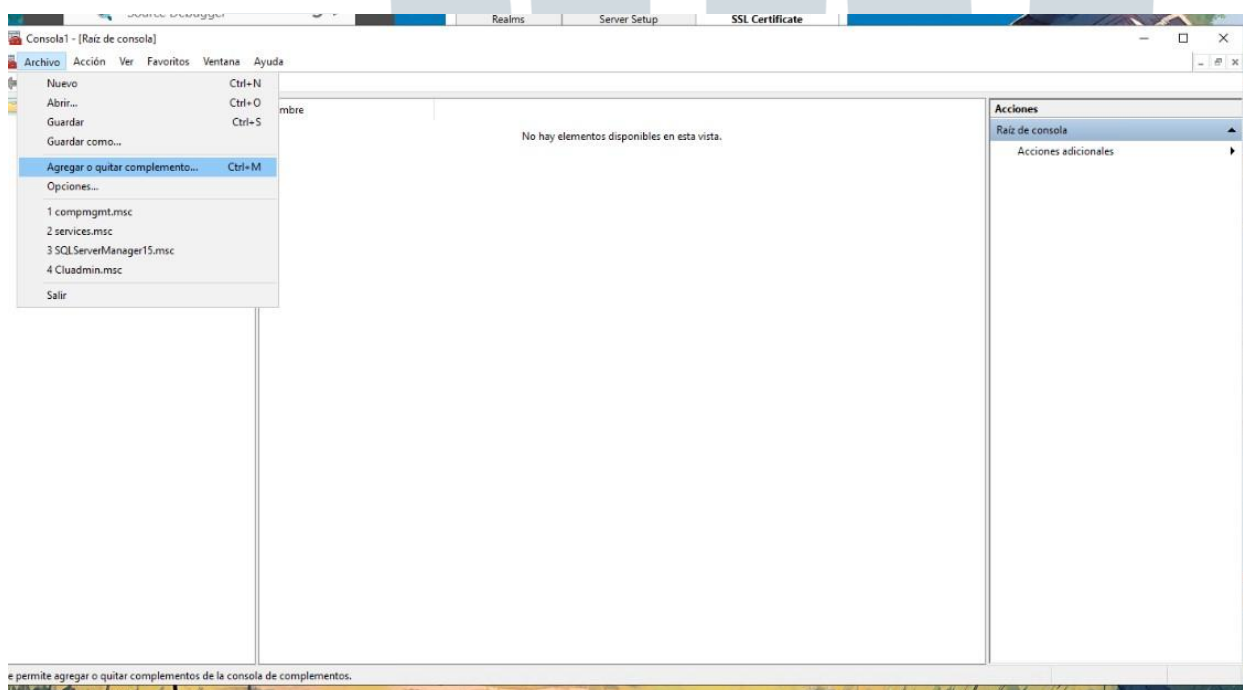 Source Debugger
Realms Server Setup SSL Certificate
Consola1 - [Raíz de consola]
Archivo Acción Ver Favoritos Ventana Ayuda
Nuevo Ctrl+N
Abrir... Ctrl+O
Guardar Ctrl+S
Guardar como...
Agregar o quitar complemento... Ctrl+M
Opciones...
1 compmgmt.msc
2 services.msc
3 SQLServerManager15.msc
4 Cluadmin.msc
Salir
mbre
No hay elementos disponibles en esta vista.
Acciones
Raíz de consola
Acciones adicionales
e permite agregar o quitar complementos de la consola de complementos.